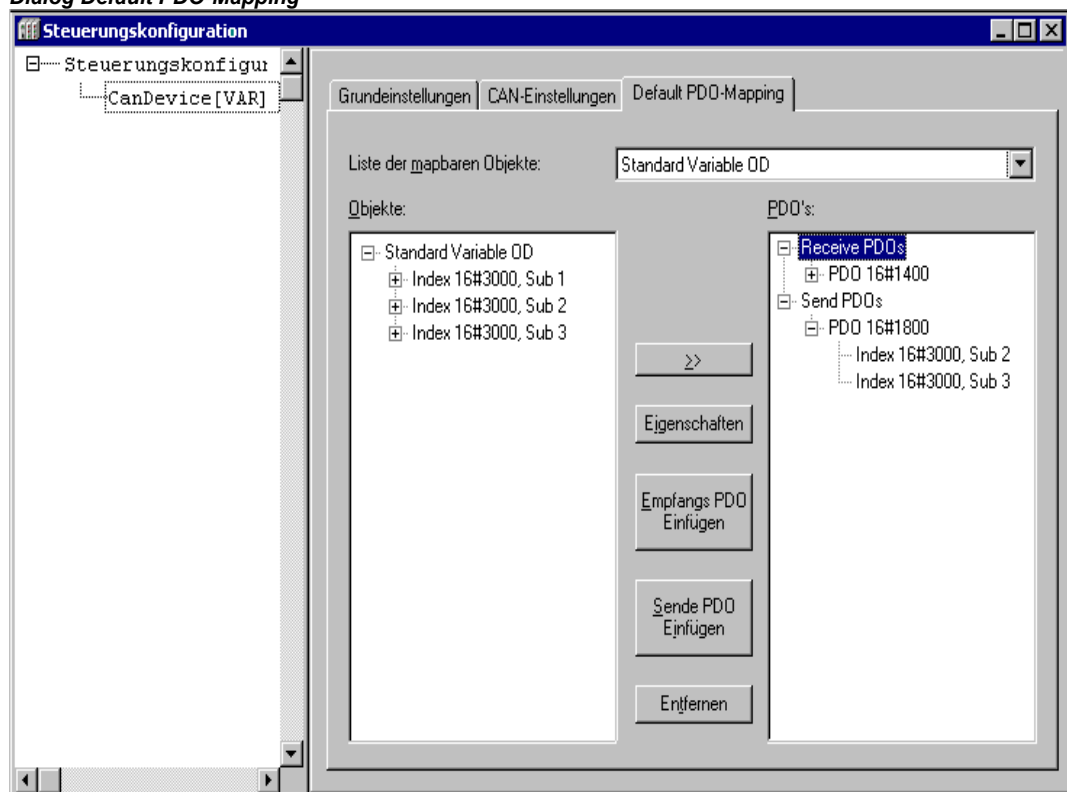 Dialog Default PDO-Mapping
Steuerungskonfiguration
Steuerungskonfigur
CanDevice[VAR]
Grundeinstellungen
CAN-Einstellungen
Default PDO-Mapping
Liste der mapbaren Objekte:
Standard Variable OD
Objekte:
PDO's:
Standard Variable OD
Index 16#3000, Sub 1
Index 16#3000, Sub 2
Index 16#3000, Sub 3
>>
Eigenschaften
Empfangs PDO
Einfügen
Sende PDO
Einfügen
Entfernen
Receive PDOs
PDO 16#1400
Send PDOs
PDO 16#1800
Index 16#3000, Sub 2
Index 16#3000, Sub 3